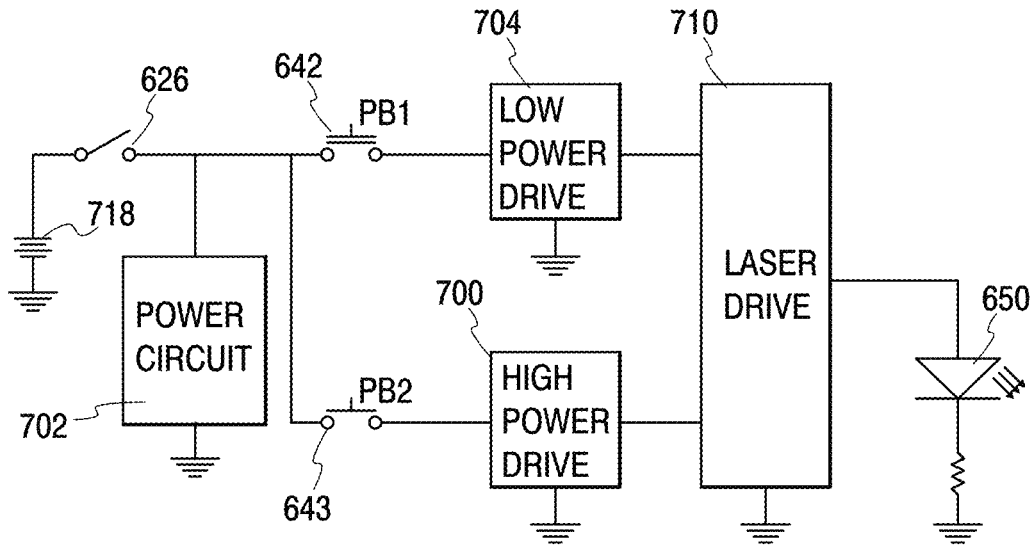 704
710
642
626
PB1
LOW
POWER
DRIVE
718
POWER
CIRCUIT
702
LASER
DRIVE
700
650
PB2
HIGH
POWER
DRIVE
643